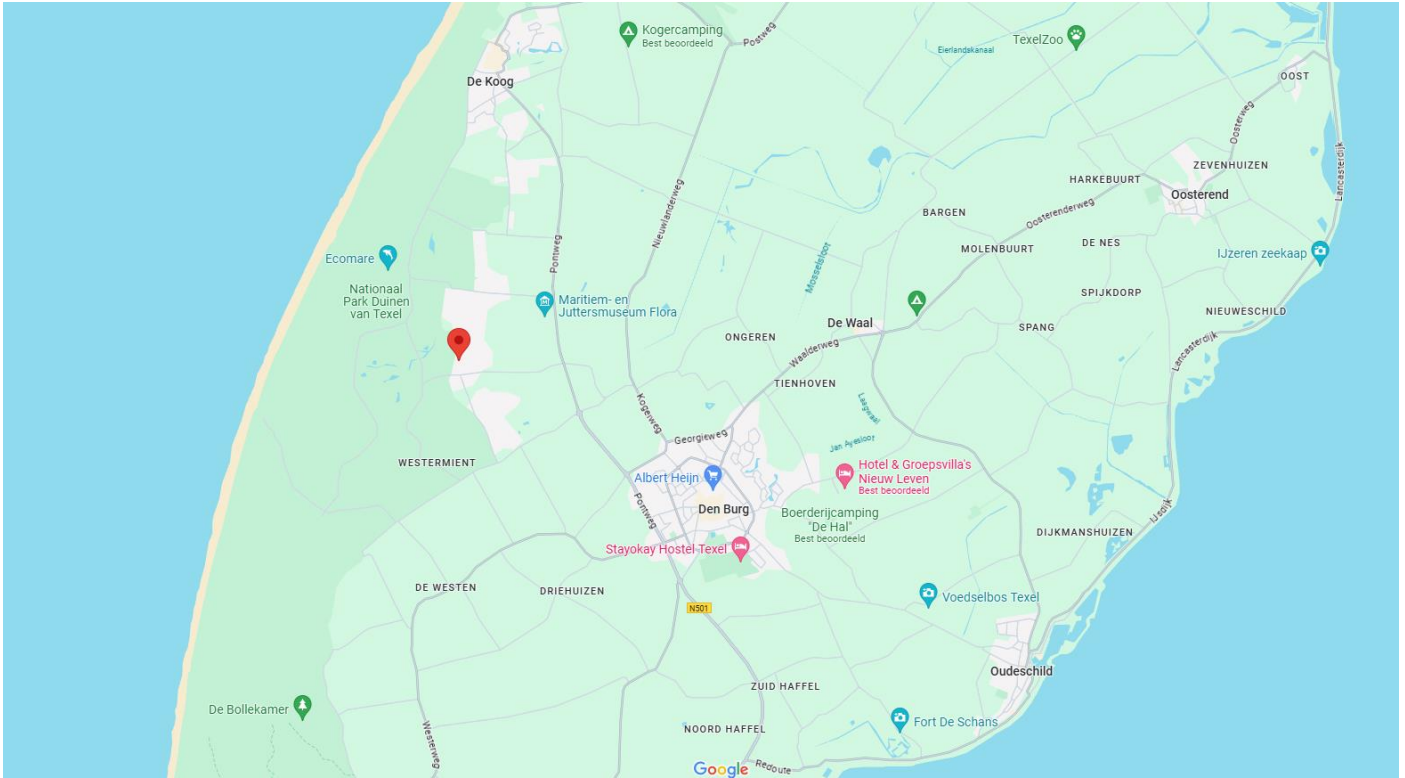 Kogercamping
Best beoordeeld
Postweg
TexelZoo
Eierlandskanaal
De Koog
OOST
Oosterweg
Lancasterdijk
ZEVENHUIZEN
HARKEBUURT
Oosterend
BARGEN
Oosterenderweg
Nieuwlanderweg
Pontweg
MOLENBUURT
DE NES
IJzeren zeekaap
Ecomare
Mosselsloot
Nationaal
Park Duinen
van Texel
SPIJKDORP
Maritiem- en
Juttersmuseum Flora
NIEUWESCHILD
De Waal
SPANG
ONGEREN
Waalderweg
Lancasterdijk
TIENHOVEN
Kogerweg
Laagwaal
Georgieweg
Jan Ayesloot
WESTERMIENT
Albert Heijn
Hotel & Groepsvilla's
Nieuw Leven
Best beoordeeld
Pontweg
Den Burg
Boerderijcamping
"De Hal"
Best beoordeeld
IJsdijk
DIJKMANSHUIZEN
Stayokay Hostel Texel
DE WESTEN
DRIEHUIZEN
Voedselbos Texel
N501
Oudeschild
ZUID HAFFEL
De Bollekamer
Fort De Schans
NOORD HAFFEL
Westerweg
Google
Redoute